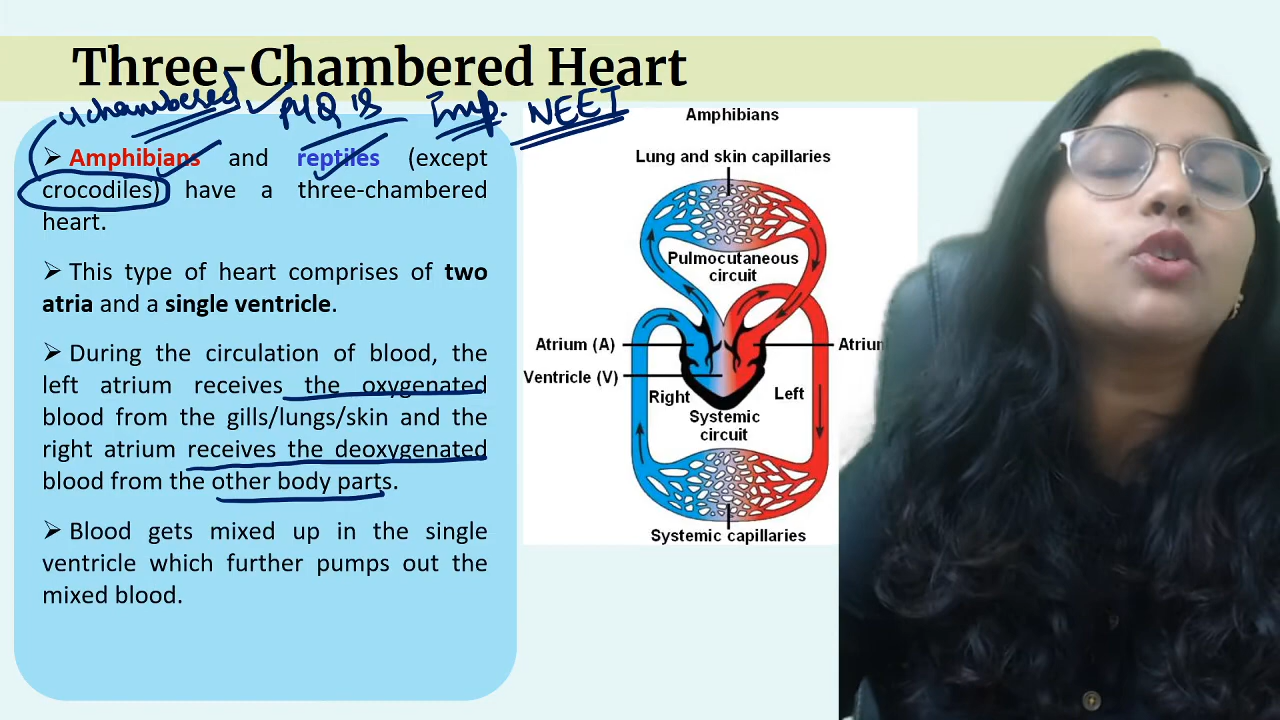 Three-Chambered Heart
4chambered PYQ 18 Imp. NEET
➢ Amphibians and reptiles (except
crocodiles) have a three-chambered
heart.
➢ This type of heart comprises of two
atria and a single ventricle.
➢ During the circulation of blood, the
left atrium receives the oxygenated
blood from the gills/lungs/skin and the
right atrium receives the deoxygenated
blood from the other body parts.
➢ Blood gets mixed up in the single
ventricle which further pumps out the
mixed blood.
Amphibians
Lung and skin capillaries
Pulmocutaneous
circuit
Atrium (A)
Atriun
Ventricle (V)
Right
Left
Systemic
circuit
Systemic capillaries